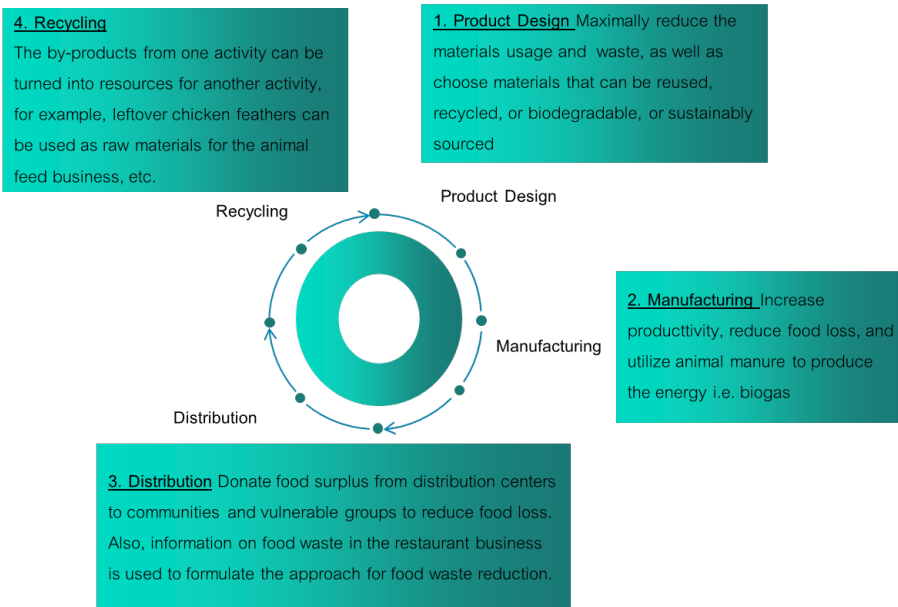 4. Recycling
The by-products from one activity can be
turned into resources for another activity,
for example, leftover chicken feathers can
be used as raw materials for the animal
feed business, etc.
1. Product Design Maximally reduce the
materials usage and waste, as well as
choose materials that can be reused,
recycled, or biodegradable, or sustainably
sourced
Recycling
Product Design
2. Manufacturing Increase
producttivity, reduce food loss, and
utilize animal manure to produce
the energy i.e. biogas
Manufacturing
Distribution
3. Distribution Donate food surplus from distribution centers
to communities and vulnerable groups to reduce food loss.
Also, information on food waste in the restaurant business
is used to formulate the approach for food waste reduction.